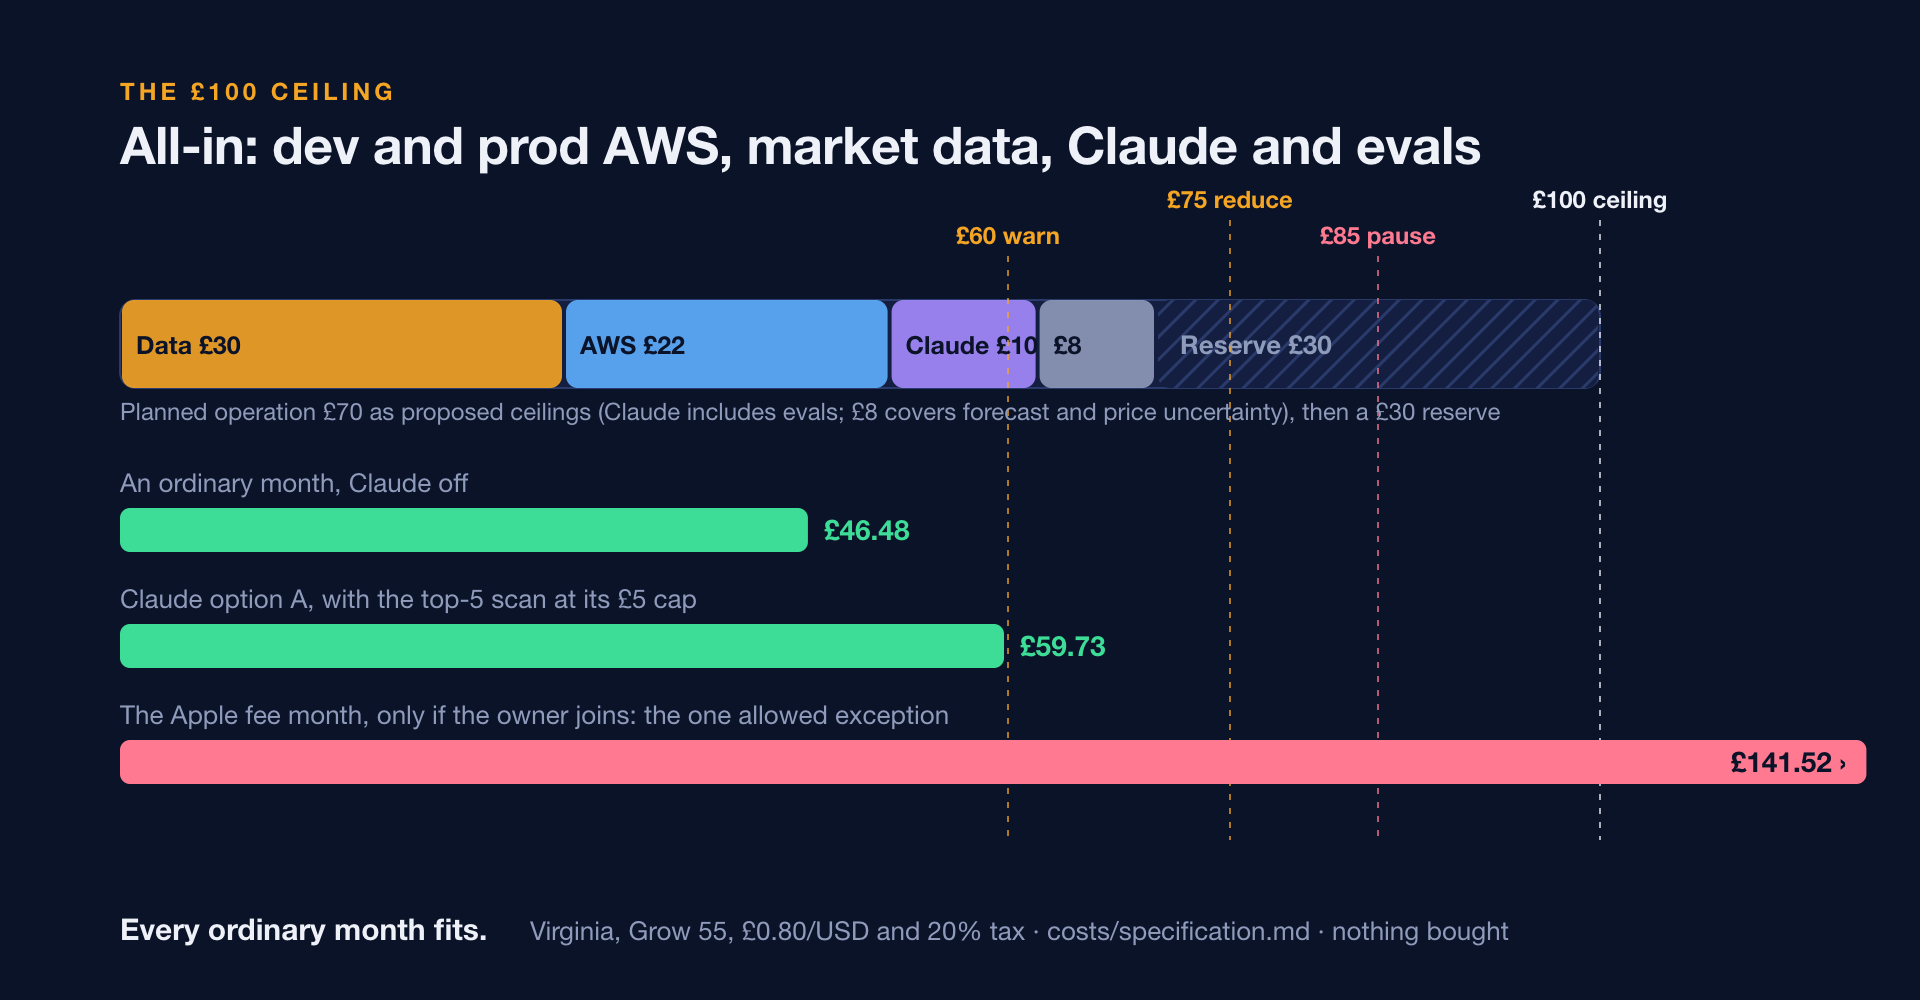 THE £100 CEILING
All-in: dev and prod AWS, market data, Claude and evals
£75 reduce
£100 ceiling
£60 warn
£85 pause
Data £30
AWS £22
Claude £10
£8
Reserve £30
Planned operation £70 as proposed ceilings (Claude includes evals; £8 covers forecast and price uncertainty), then a £30 reserve
An ordinary month, Claude off
£46.48
Claude option A, with the top-5 scan at its £5 cap
£59.73
The Apple fee month, only if the owner joins: the one allowed exception
£141.52 ›
Every ordinary month fits.
Virginia, Grow 55, £0.80/USD and 20% tax · costs/specification.md · nothing bought